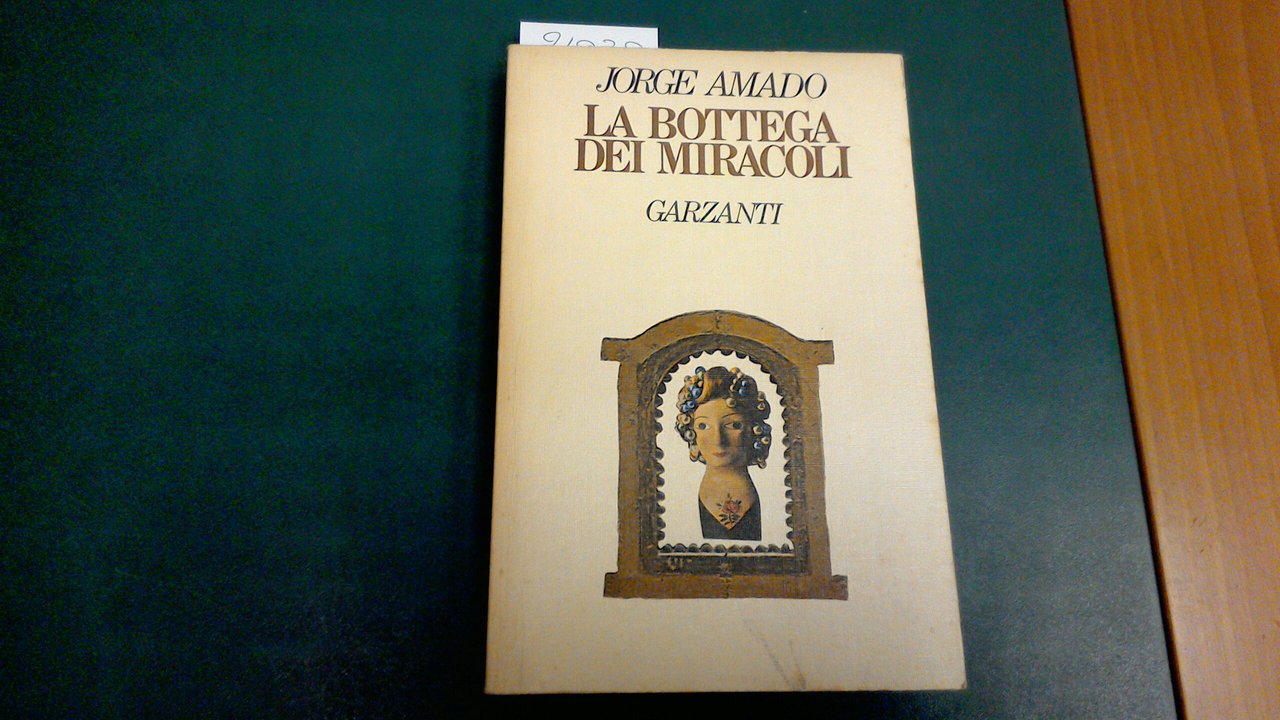 JORGE AMADO
LA BOTTEGA
DEI MIRACOLI
GARZANTI